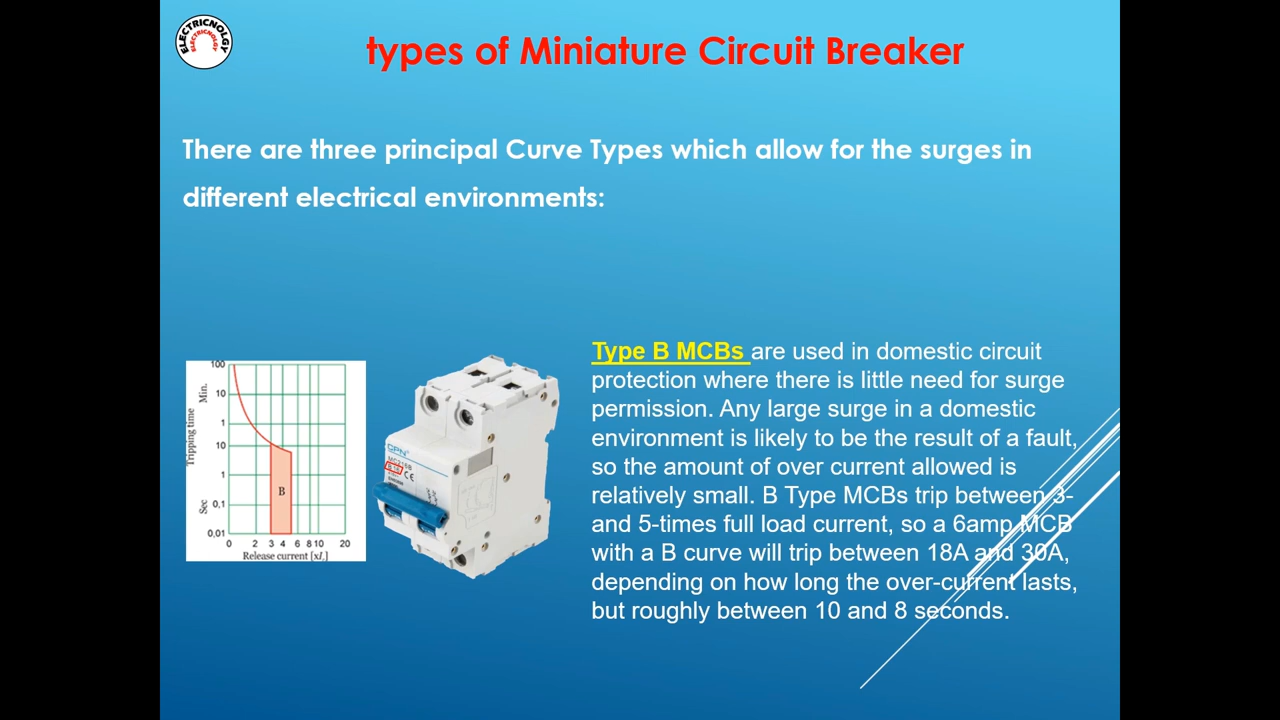 ELECTRICNOLGY
ELECTRICNOLGY
types of Miniature Circuit Breaker
There are three principal Curve Types which allow for the surges in
different electrical environments:
100
10
1
10
1
0,1
0,01
Min.
Sec
Tripping time
B
0 2 3 4 6 8 10 20
Release current [xIr]
CPN
CE
Type B MCBs are used in domestic circuit
protection where there is little need for surge
permission. Any large surge in a domestic
environment is likely to be the result of a fault,
so the amount of over current allowed is
relatively small. B Type MCBs trip between 3-
and 5-times full load current, so a 6amp MCB
with a B curve will trip between 18A and 30A,
depending on how long the over-current lasts,
but roughly between 10 and 8 seconds.